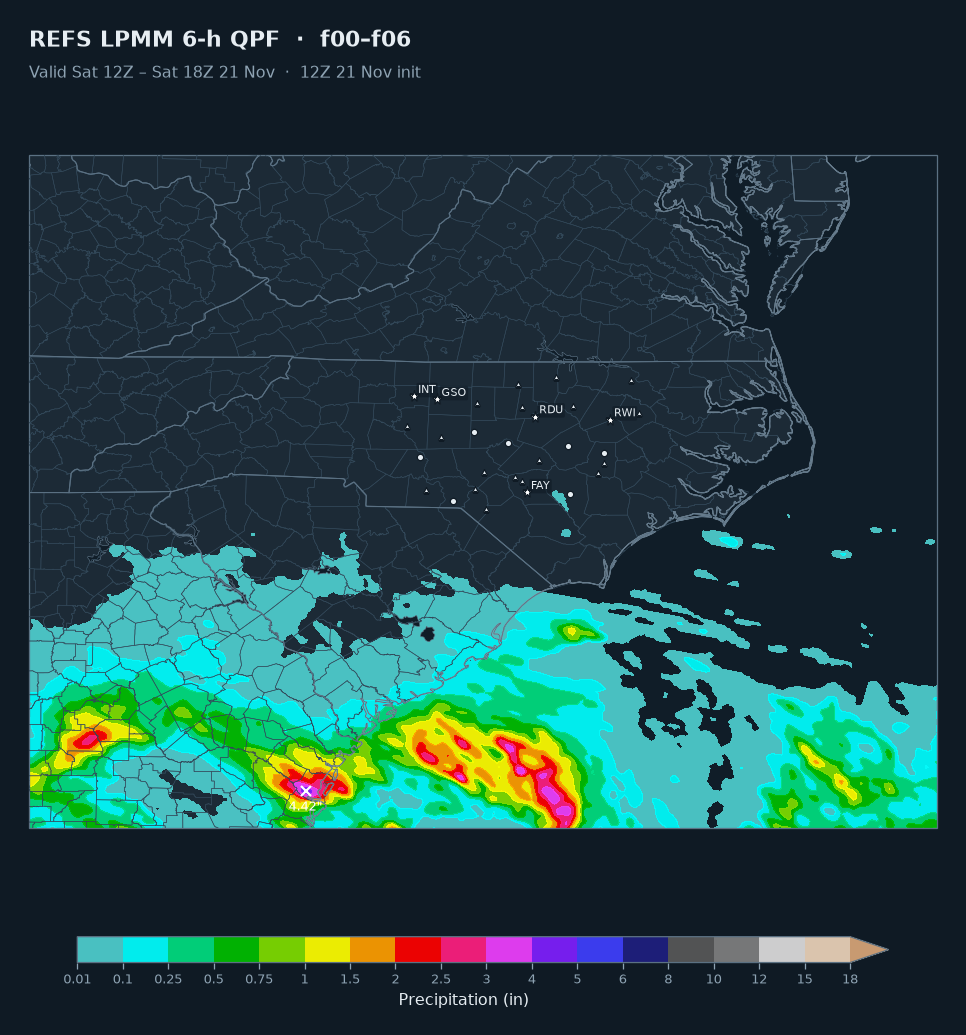 REFS LPMM 6-h QPF · f00–f06
Valid Sat 12Z – Sat 18Z 21 Nov · 12Z 21 Nov init
INT GSO
RDU RWI
FAY
4.42"
0.01 0.1 0.25 0.5 0.75 1 1.5 2 2.5 3 4 5 6 8 10 12 15 18
Precipitation (in)